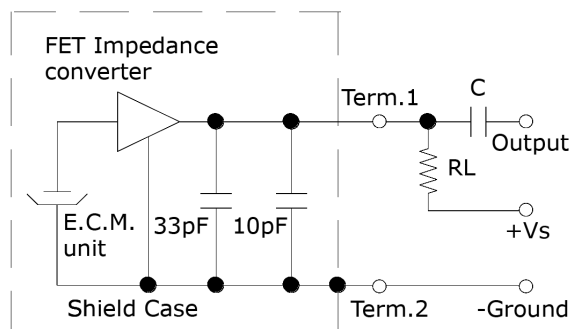 FET Impedance
converter
Term.1
C
Output
RL
+Vs
E.C.M.
unit
33pF
10pF
Shield Case
Term.2
-Ground